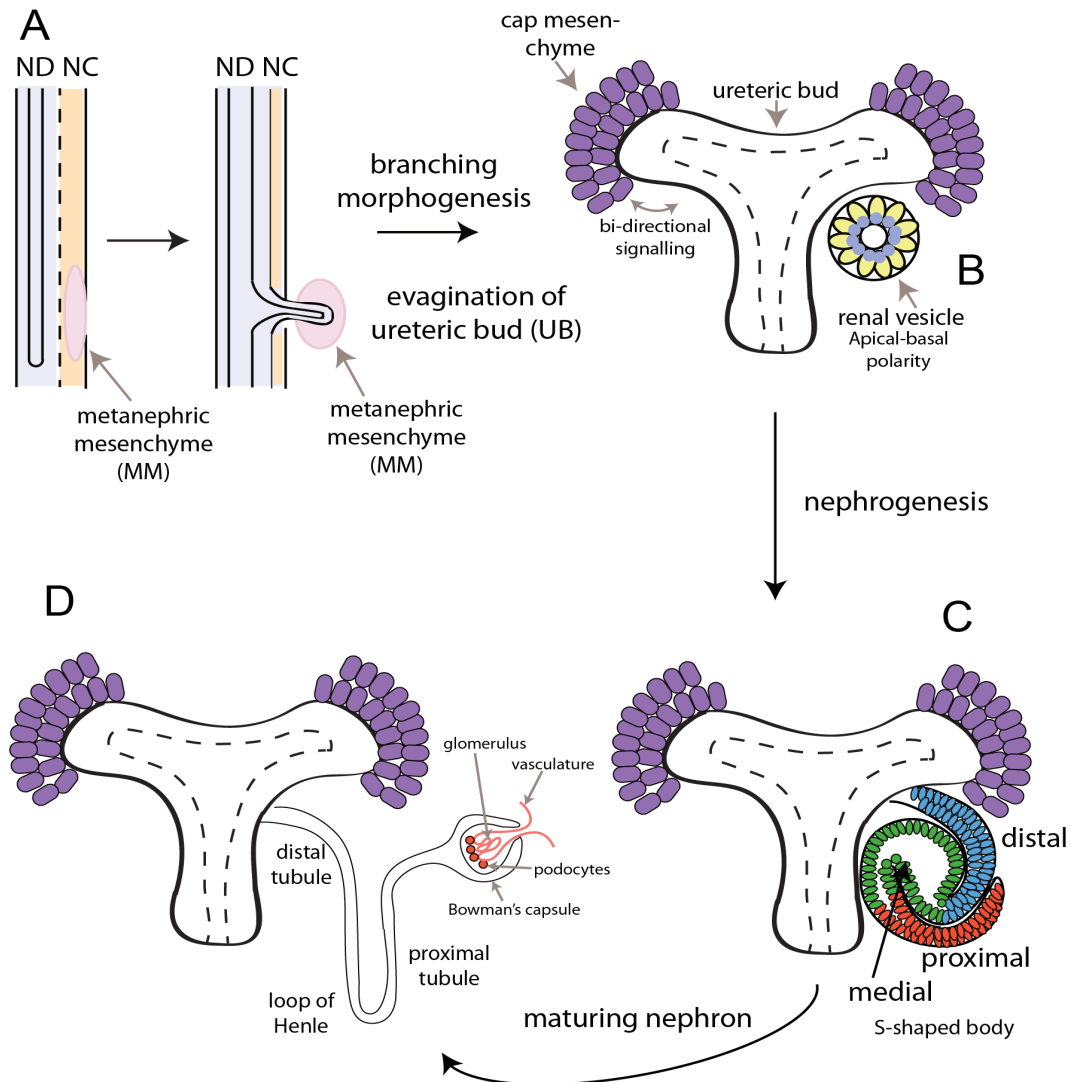 A
ND NC
metanephric
mesenchyme
(MM)
ND NC
metanephric
mesenchyme
(MM)
branching
morphogenesis
evagination of
ureteric bud (UB)
cap mesen-
chyme
ureteric bud
bi-directional
signalling
B
renal vesicle
Apical-basal
polarity
nephrogenesis
C
distal
proximal
medial
S-shaped body
maturing nephron
D
glomerulus
vasculature
podocytes
Bowman's capsule
distal
tubule
proximal
tubule
loop of
Henle